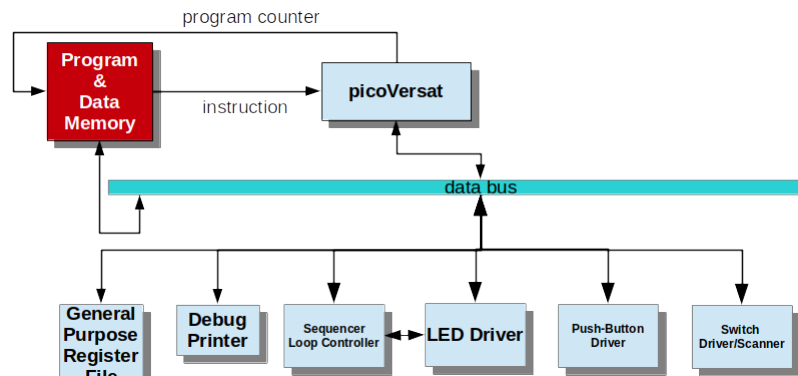 program counter
Program
&
Data
Memory
instruction
picoVersat
data bus
General
Purpose
Register
File
Debug
Printer
Sequencer
Loop Controller
LED Driver
Push-Button
Driver
Switch
Driver/Scanner